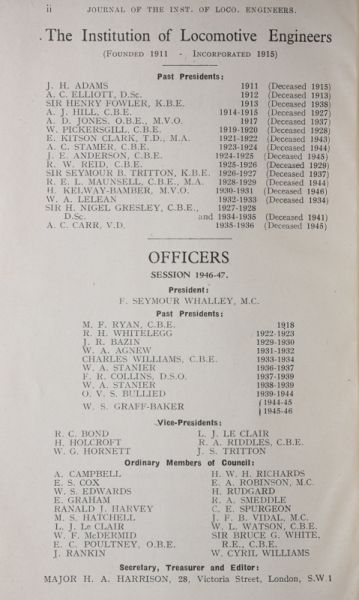 ii JOURNAL OF THE INST. OF LOCO. ENGINEERS.
The Institution of Locomotive Engineers
(FOUNDED 1911 - INCORPORATED 1915)
Past Presidents:
J. H. ADAMS 1911 (Deceased 1915)
A. C. ELLIOTT, D.Sc. 1912 (Deceased 1913)
SIR HENRY FOWLER, K.B.E. 1913 (Deceased 1938)
A. J. HILL, C.B.E. 1914-1915 (Deceased 1927)
A. D. JONES, O.B.E., M.V.O. 1917 (Deceased 1937)
W. PICKERSGILL, C.B.E. 1919-1920 (Deceased 1928)
E. KITSON CLARK, T.D., M.A. 1921-1922 (Deceased 1943)
A. C. STAMER, C.B.E. 1923-1924 (Deceased 1944)
J. E. ANDERSON, C.B.E. 1924-1925 (Deceased 1945)
R. W. REID, C.B.E. 1925-1926 (Deceased 1929)
SIR SEYMOUR B. TRITTON, K.B.E. 1926-1927 (Deceased 1937)
R. E. L. MAUNSELL, C.B.E., M.A. 1928-1929 (Deceased 1944)
H. KELWAY-BAMBER, M.V.O. 1930-1931 (Deceased 1946)
W. A. LELEAN 1932-1933 (Deceased 1934)
SIR H. NIGEL GRESLEY, C.B.E., 1927-1928
D.Sc. and 1934-1935 (Deceased 1941)
A. C. CARR, V.D. 1935-1936 (Deceased 1945)
OFFICERS
SESSION 1946-47.
President:
F. SEYMOUR WHALLEY, M.C.
Past Presidents:
M. F. RYAN, C.B.E. 1918
R. H. WHITELEGG 1922-1923
J. R. BAZIN 1929-1930
W. A. AGNEW 1931-1932
CHARLES WILLIAMS, C.B.E. 1933-1934
W. A. STANIER 1936-1937
F. R. COLLINS, D.S.O. 1937-1939
W. A. STANIER 1938-1939
O. V. S. BULLIED 1939-1944
W. S. GRAFF-BAKER { 1944-45
{ 1945-46
Vice-Presidents:
R. C. BOND L. J. LE CLAIR
H. HOLCROFT R. A. RIDDLES, C.B.E.
W. G. HORNETT J. S. TRITTON
Ordinary Members of Council:
A. CAMPBELL H. W. H. RICHARDS
E. S. COX E. A. ROBINSON, M.C.
W. S. EDWARDS H. RUDGARD
E. GRAHAM R. A. SMEDDLE
RANALD J. HARVEY C. E. SPURGEON
M. S. HATCHELL J. F. B. VIDAL, M.C.
L. J. Le CLAIR W. L. WATSON, C.B.E.
W. F. McDERMID SIR BRUCE G. WHITE,
E. C. POULTNEY, O.B.E. R.E., C.B.E.
J. RANKIN W. CYRIL WILLIAMS
Secretary, Treasurer and Editor:
MAJOR H. A. HARRISON, 28, Victoria Street, London, S.W 1